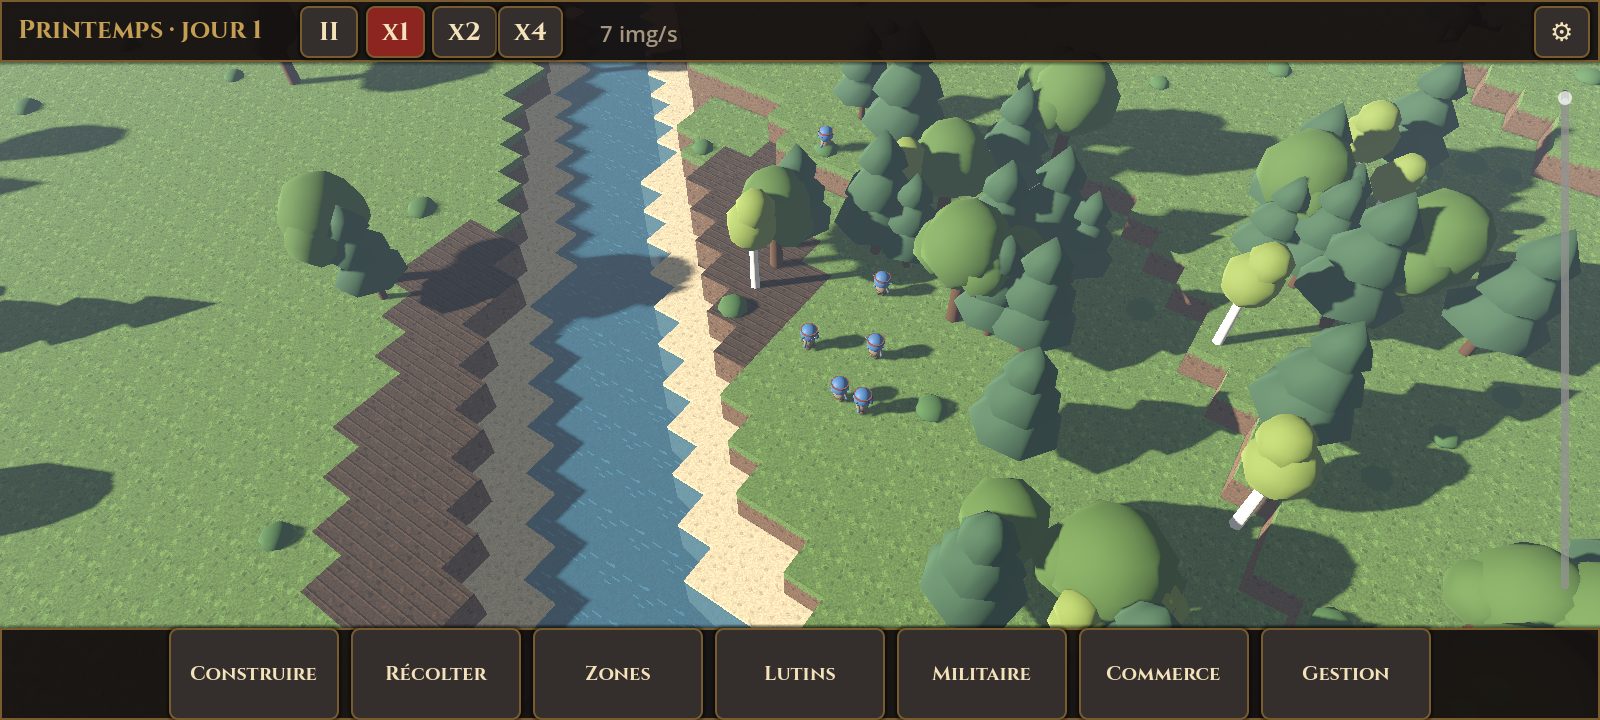 Printemps · jour 1
II
X1
X2
X4
7 img/s
Construire
Récolter
Zones
Lutins
Militaire
Commerce
Gestion